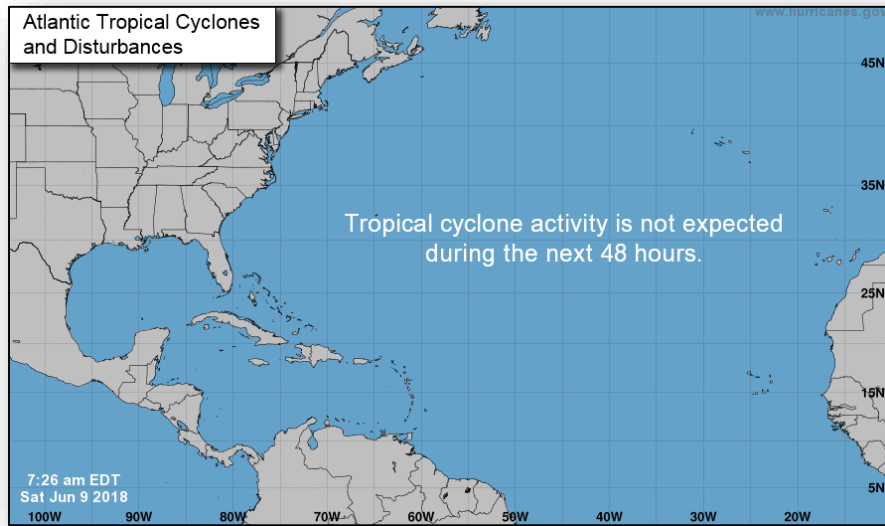 Atlantic Tropical Cyclones
and Disturbances
www.hurricanes.gov
45N
35N
Tropical cyclone activity is not expected
during the next 48 hours.
25N
15N
7:26 am EDT
Sat Jun 9 2018
5N
100W 90W 80W 70W 60W 50W 40W 30W 20W